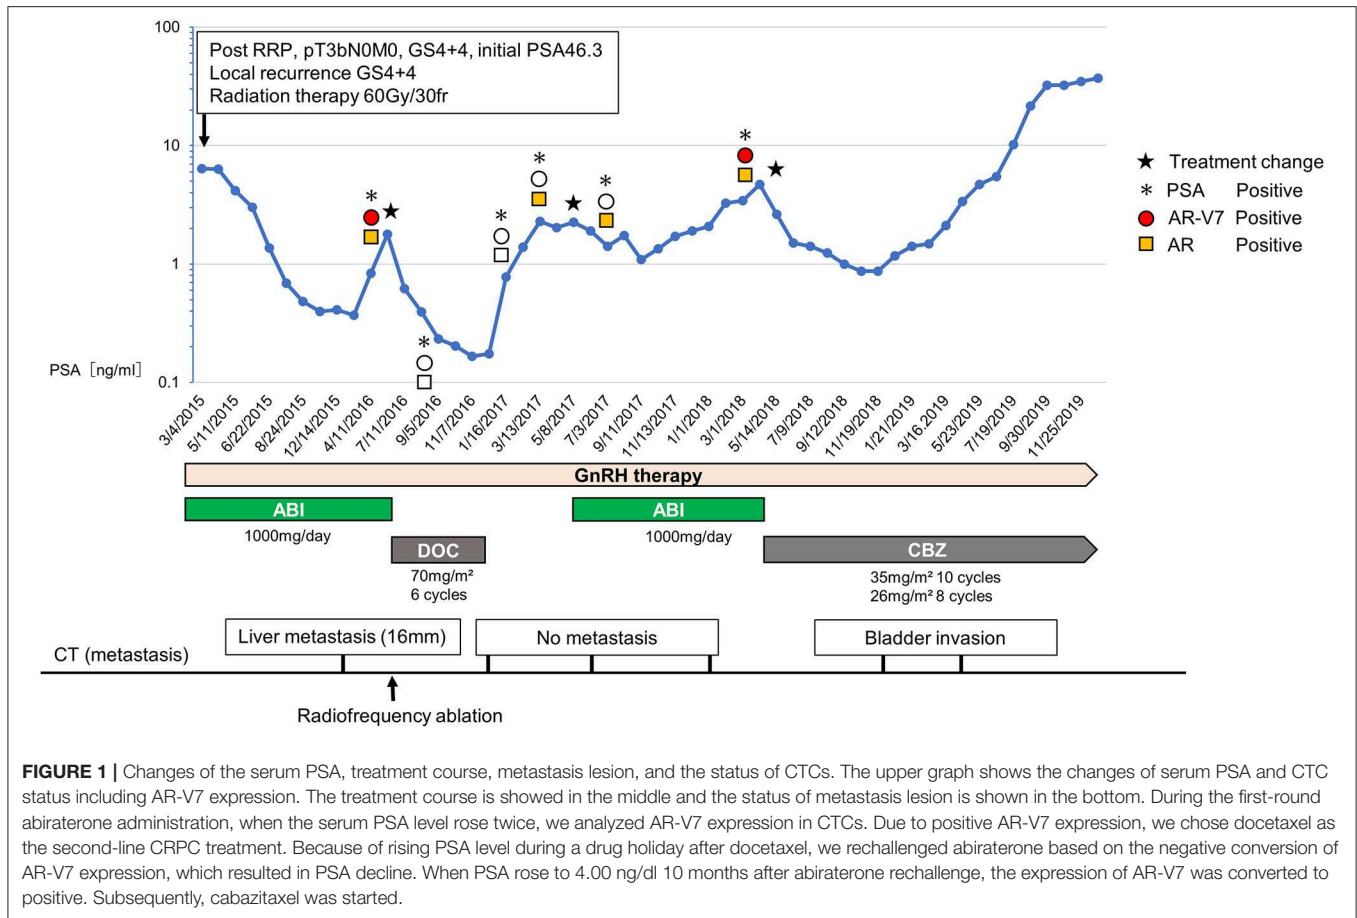 100
Post RRP, pT3bN0M0, GS4+4, initial PSA46.3
Local recurrence GS4+4
Radiation therapy 60Gy/30fr
10
1
PSA [ng/ml]
0.1
★ Treatment change
* PSA Positive
AR-V7 Positive
AR Positive
3/4/2015
5/11/2015
6/22/2015
8/24/2015
12/14/2015
4/11/2016
7/11/2016
9/5/2016
11/7/2016
1/16/2017
3/13/2017
5/8/2017
7/3/2017
9/11/2017
11/13/2017
1/1/2018
3/1/2018
5/14/2018
7/9/2018
9/12/2018
11/19/2018
1/21/2019
3/16/2019
5/23/2019
7/19/2019
9/30/2019
11/25/2019
GnRH therapy
ABI
ABI
1000mg/day
1000mg/day
DOC
CBZ
70mg/m²
6 cycles
35mg/m² 10 cycles
26mg/m² 8 cycles
Liver metastasis (16mm)
No metastasis
Bladder invasion
CT (metastasis)
Radiofrequency ablation
FIGURE 1 | Changes of the serum PSA, treatment course, metastasis lesion, and the status of CTCs. The upper graph shows the changes of serum PSA and CTC
status including AR-V7 expression. The treatment course is showed in the middle and the status of metastasis lesion is shown in the bottom. During the first-round
abiraterone administration, when the serum PSA level rose twice, we analyzed AR-V7 expression in CTCs. Due to positive AR-V7 expression, we chose docetaxel as
the second-line CRPC treatment. Because of rising PSA level during a drug holiday after docetaxel, we rechallenged abiraterone based on the negative conversion of
AR-V7 expression, which resulted in PSA decline. When PSA rose to 4.00 ng/dl 10 months after abiraterone rechallenge, the expression of AR-V7 was converted to
positive. Subsequently, cabazitaxel was started.